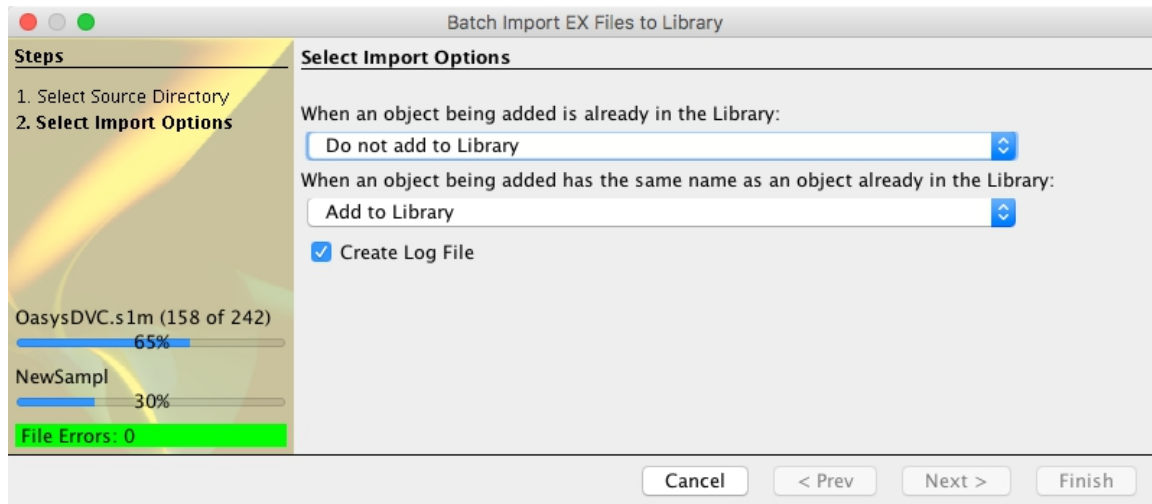 Batch Import EX Files to Library
Steps
1. Select Source Directory
2. Select Import Options
OasysDVC.s1m (158 of 242)
65%
NewSampl
30%
File Errors: 0
Select Import Options
When an object being added is already in the Library:
Do not add to Library
When an object being added has the same name as an object already in the Library:
Add to Library
Create Log File
Cancel
< Prev
Next >
Finish